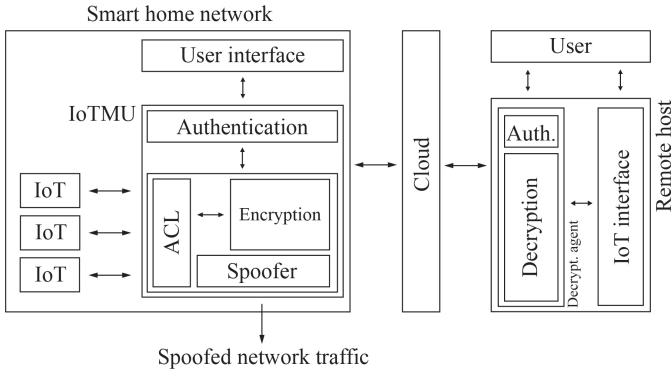 Smart home network
User interface
IoTMU
Authentication
IoT
IoT
IoT
ACL
Encryption
Spoofer
Spoofed network traffic
Cloud
User
Auth.
Decryption
Decrypt. agent
IoT interface
Remote host